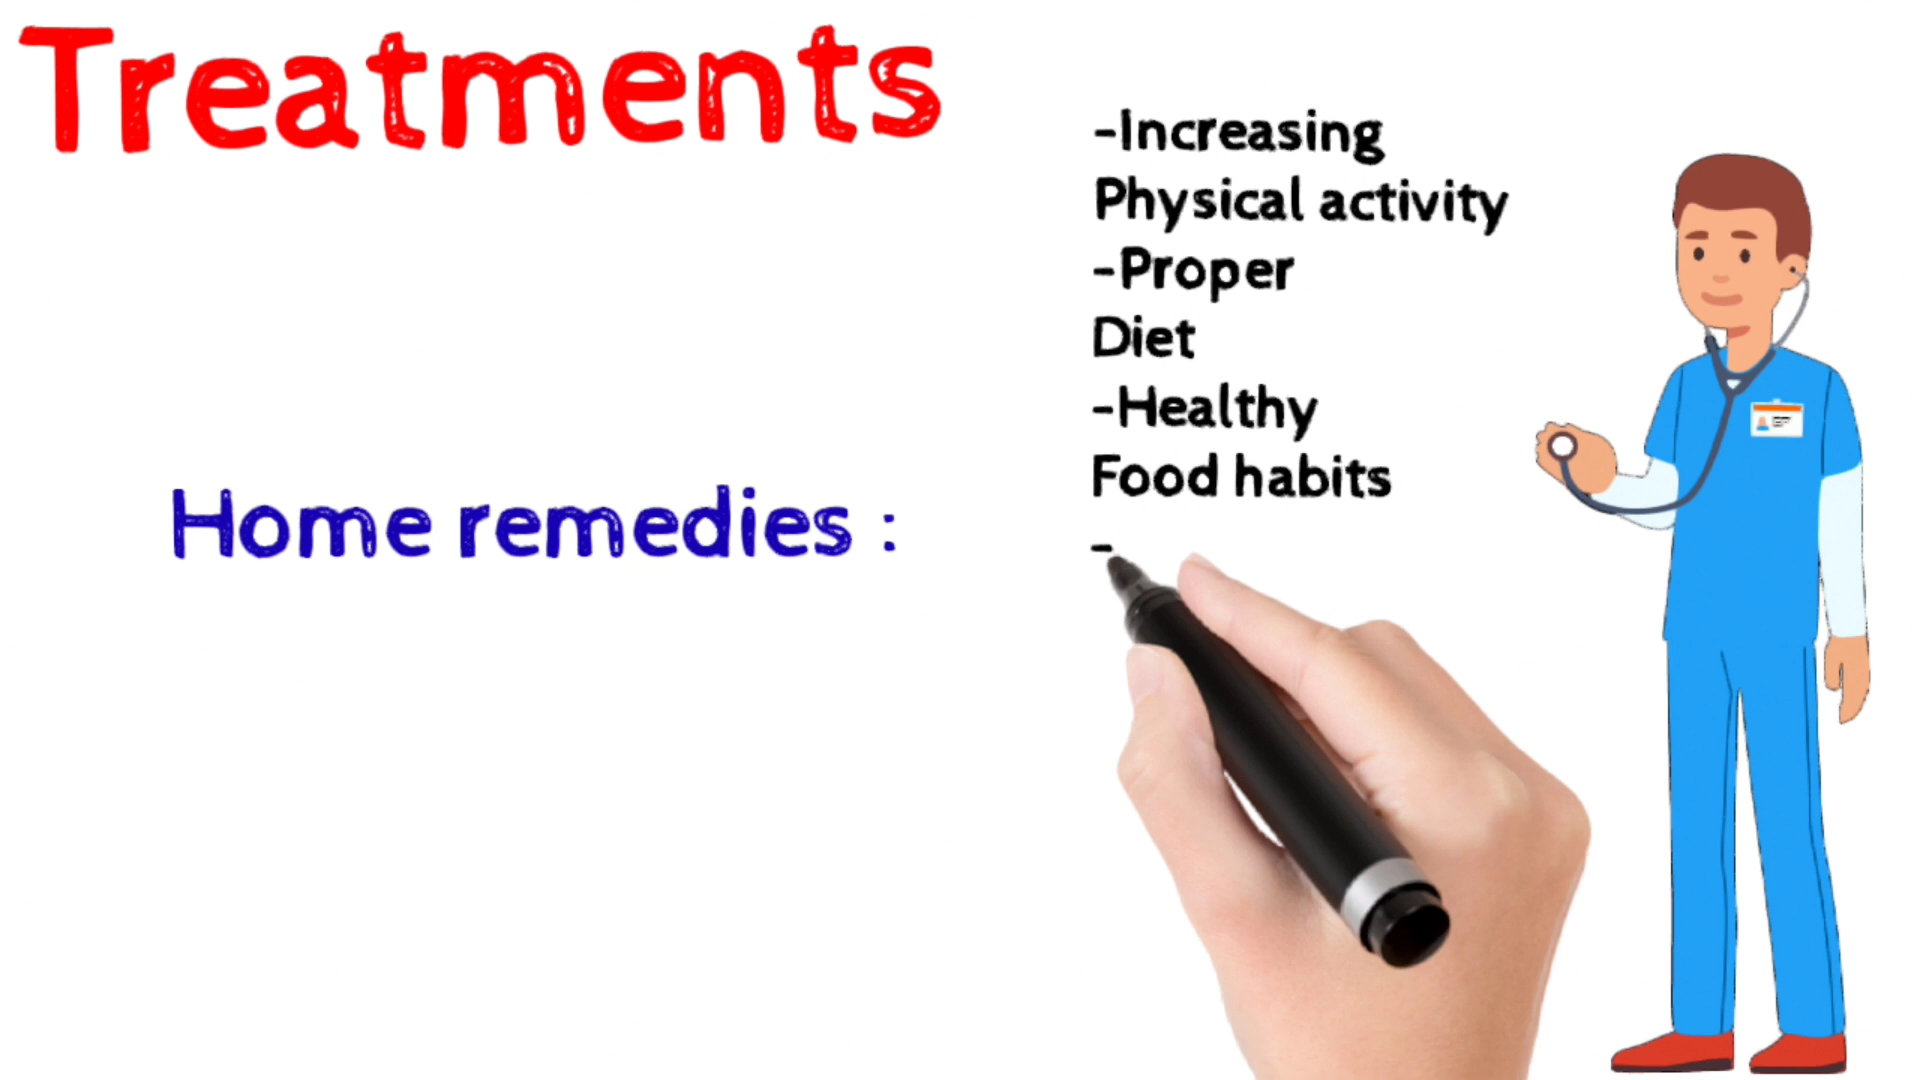 Treatments
Home remedies :
-Increasing
Physical activity
-Proper
Diet
-Healthy
Food habits
-